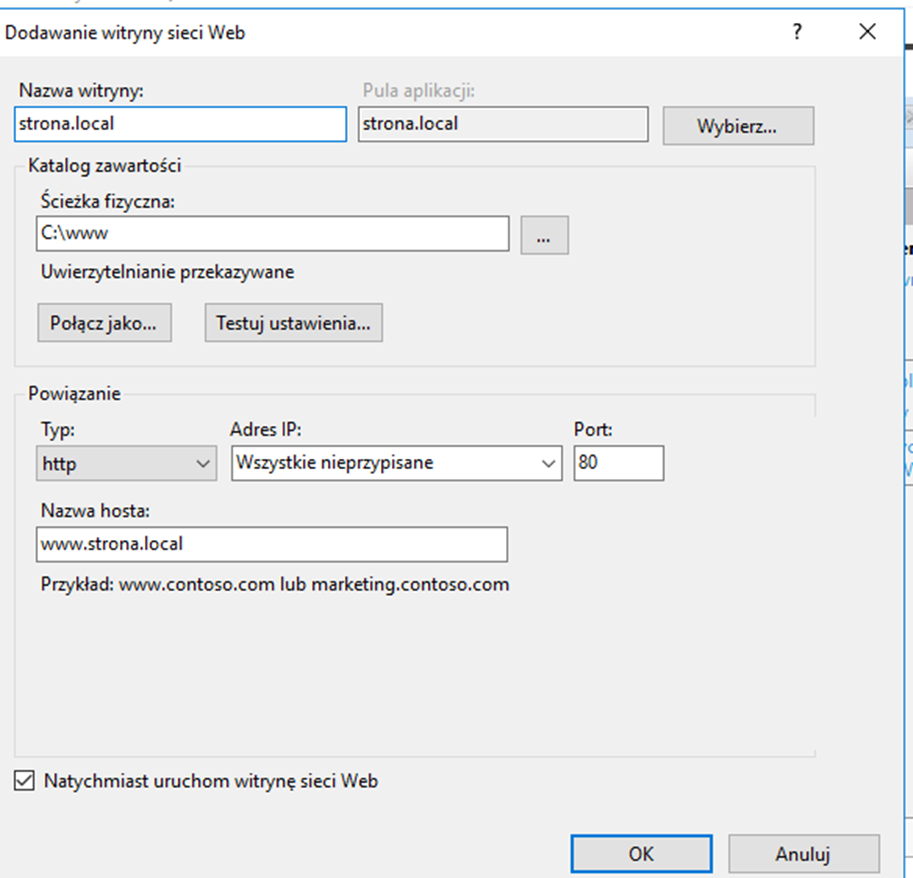 Dodawanie witryny sieci Web
?
Nazwa witryny:
Pula aplikacji:
strona.local
strona.local
Wybierz...
Katalog zawartości
Ścieżka fizyczna:
C:\www
...
Uwierzytelnianie przekazywane
Połącz jako...
Testuj ustawienia...
Powiązanie
Typ:
Adres IP:
Port:
http
Wszystkie nieprzypisane
80
Nazwa hosta:
www.strona.local
Przykład: www.contoso.com lub marketing.contoso.com
Natychmiast uruchom witrynę sieci Web
OK
Anuluj